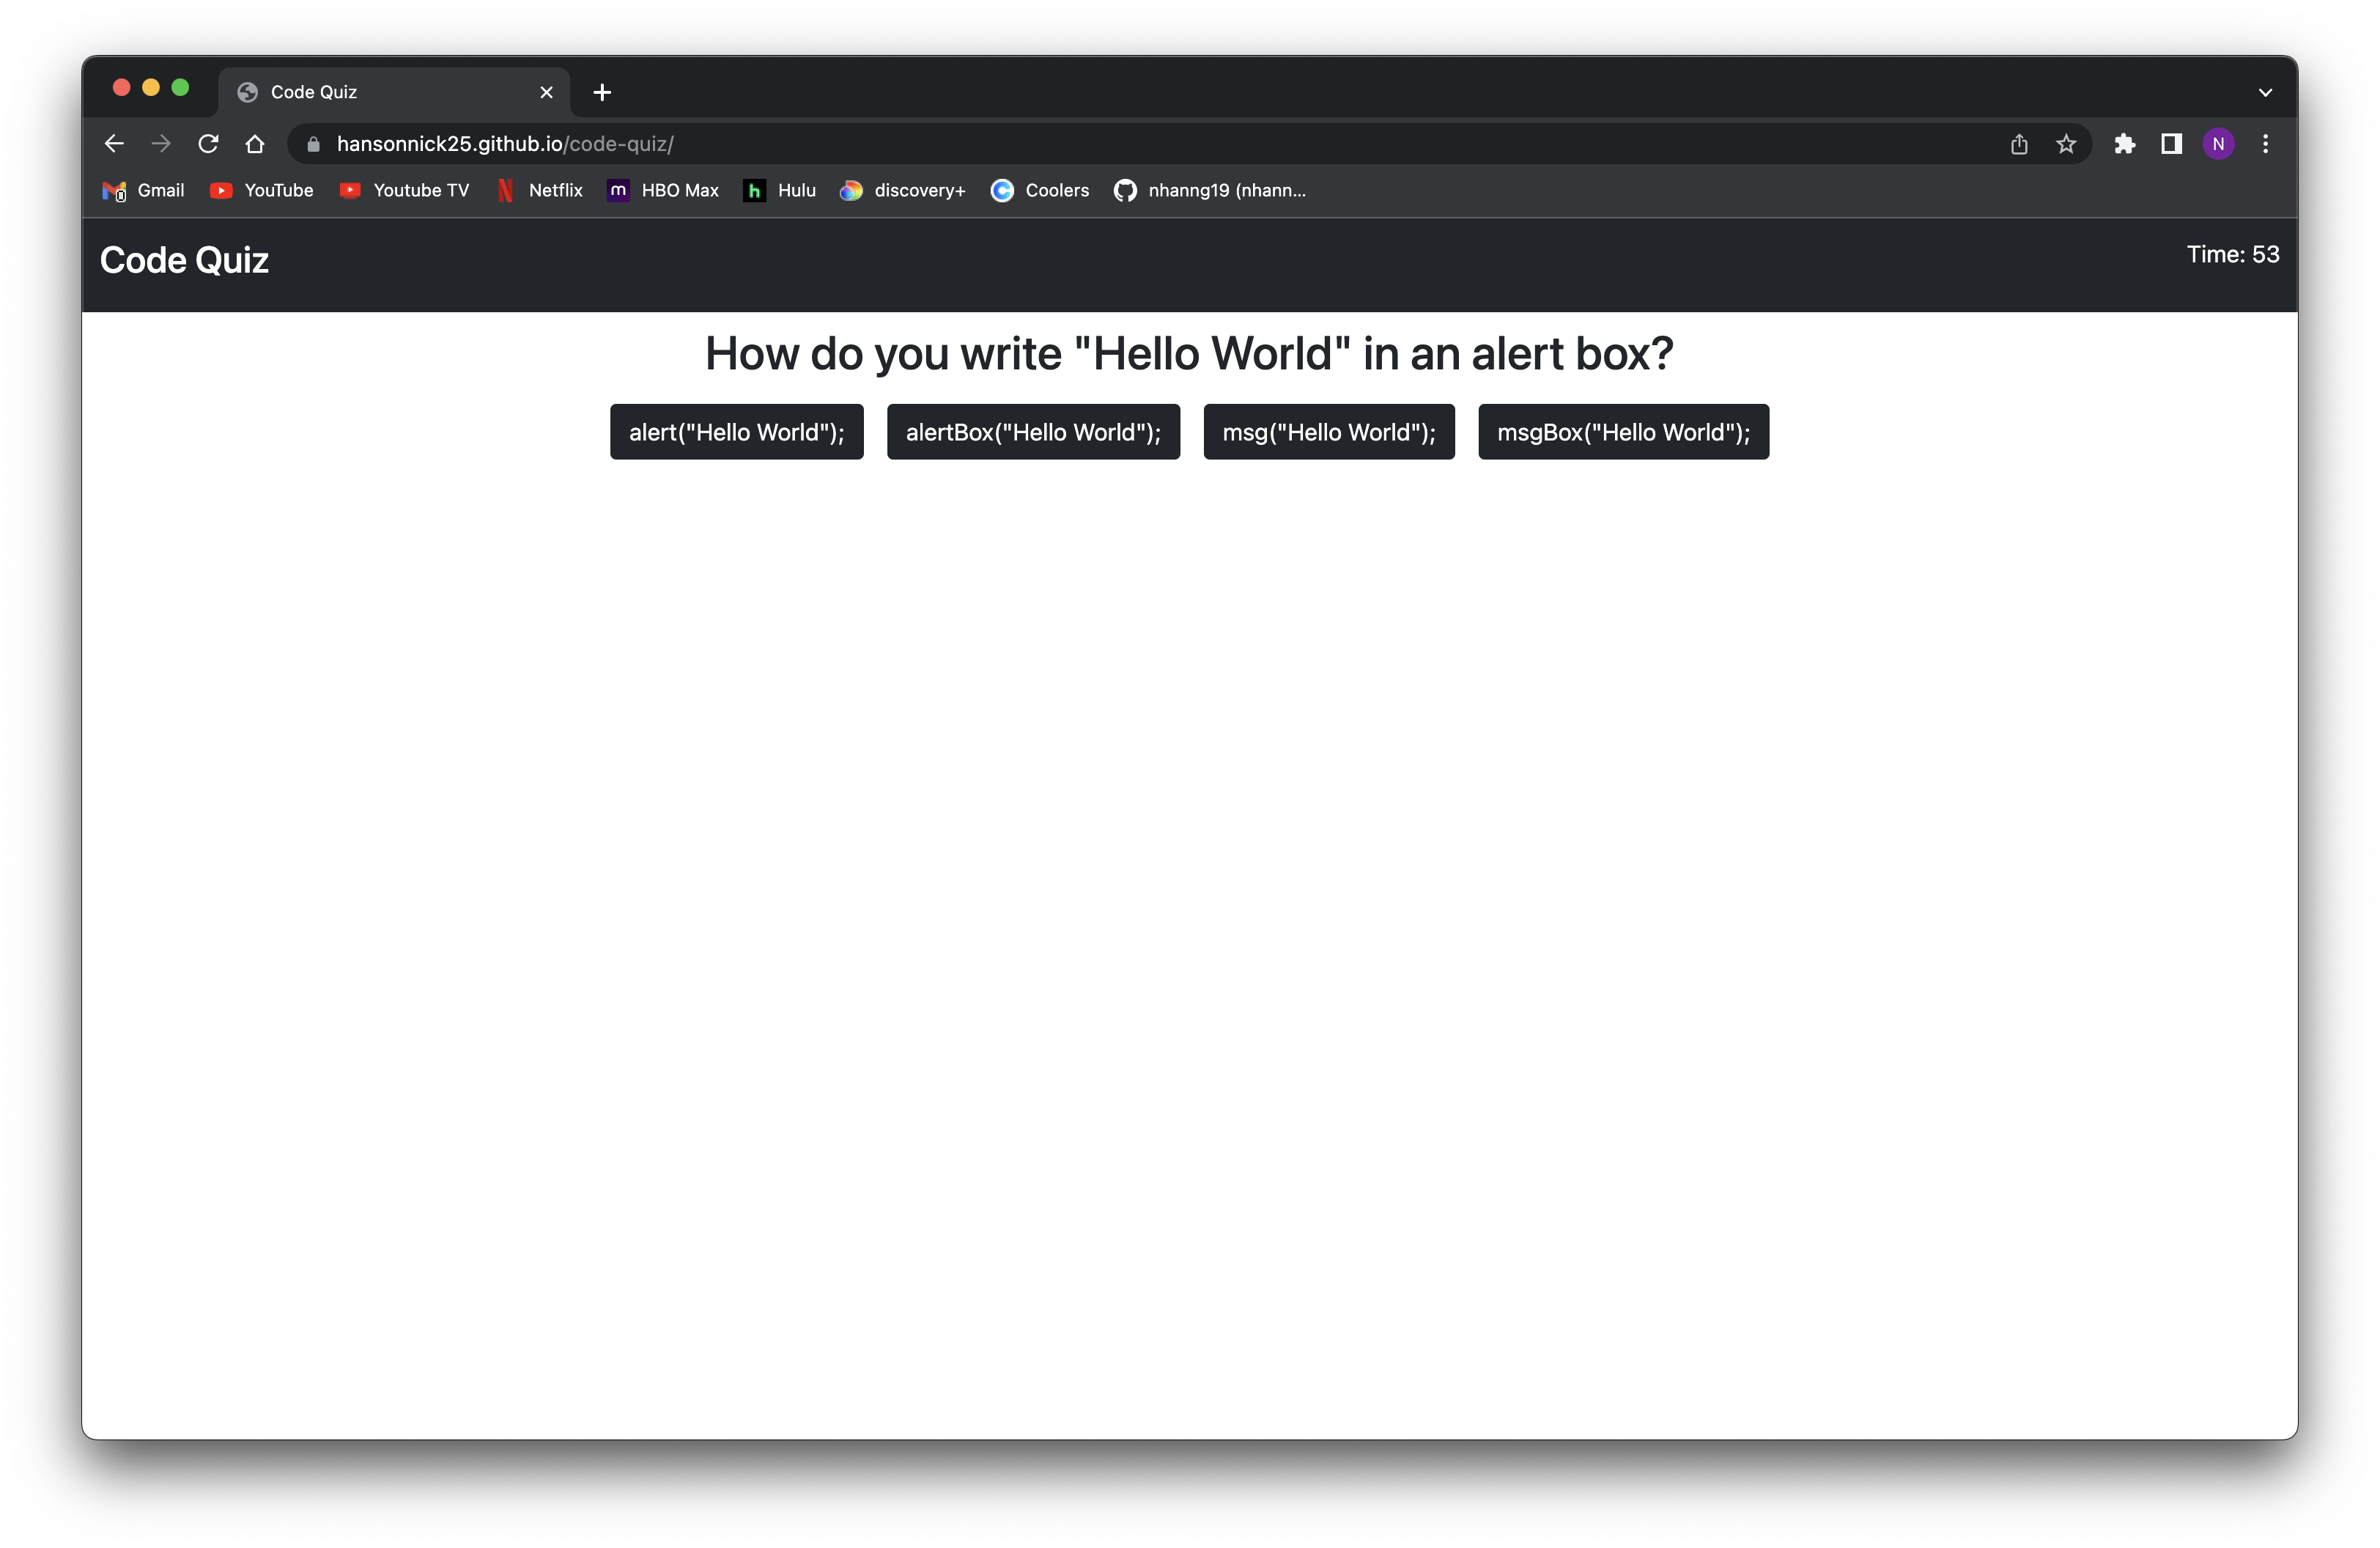 Code Quiz
hansonnick25.github.io/code-quiz/
N
Gmail YouTube Youtube TV Netflix m HBO Max h Hulu discovery+ Coolers nhanng19 (nhann...
Code Quiz Time: 53
How do you write "Hello World" in an alert box?
alert("Hello World"); alertBox("Hello World"); msg("Hello World"); msgBox("Hello World");